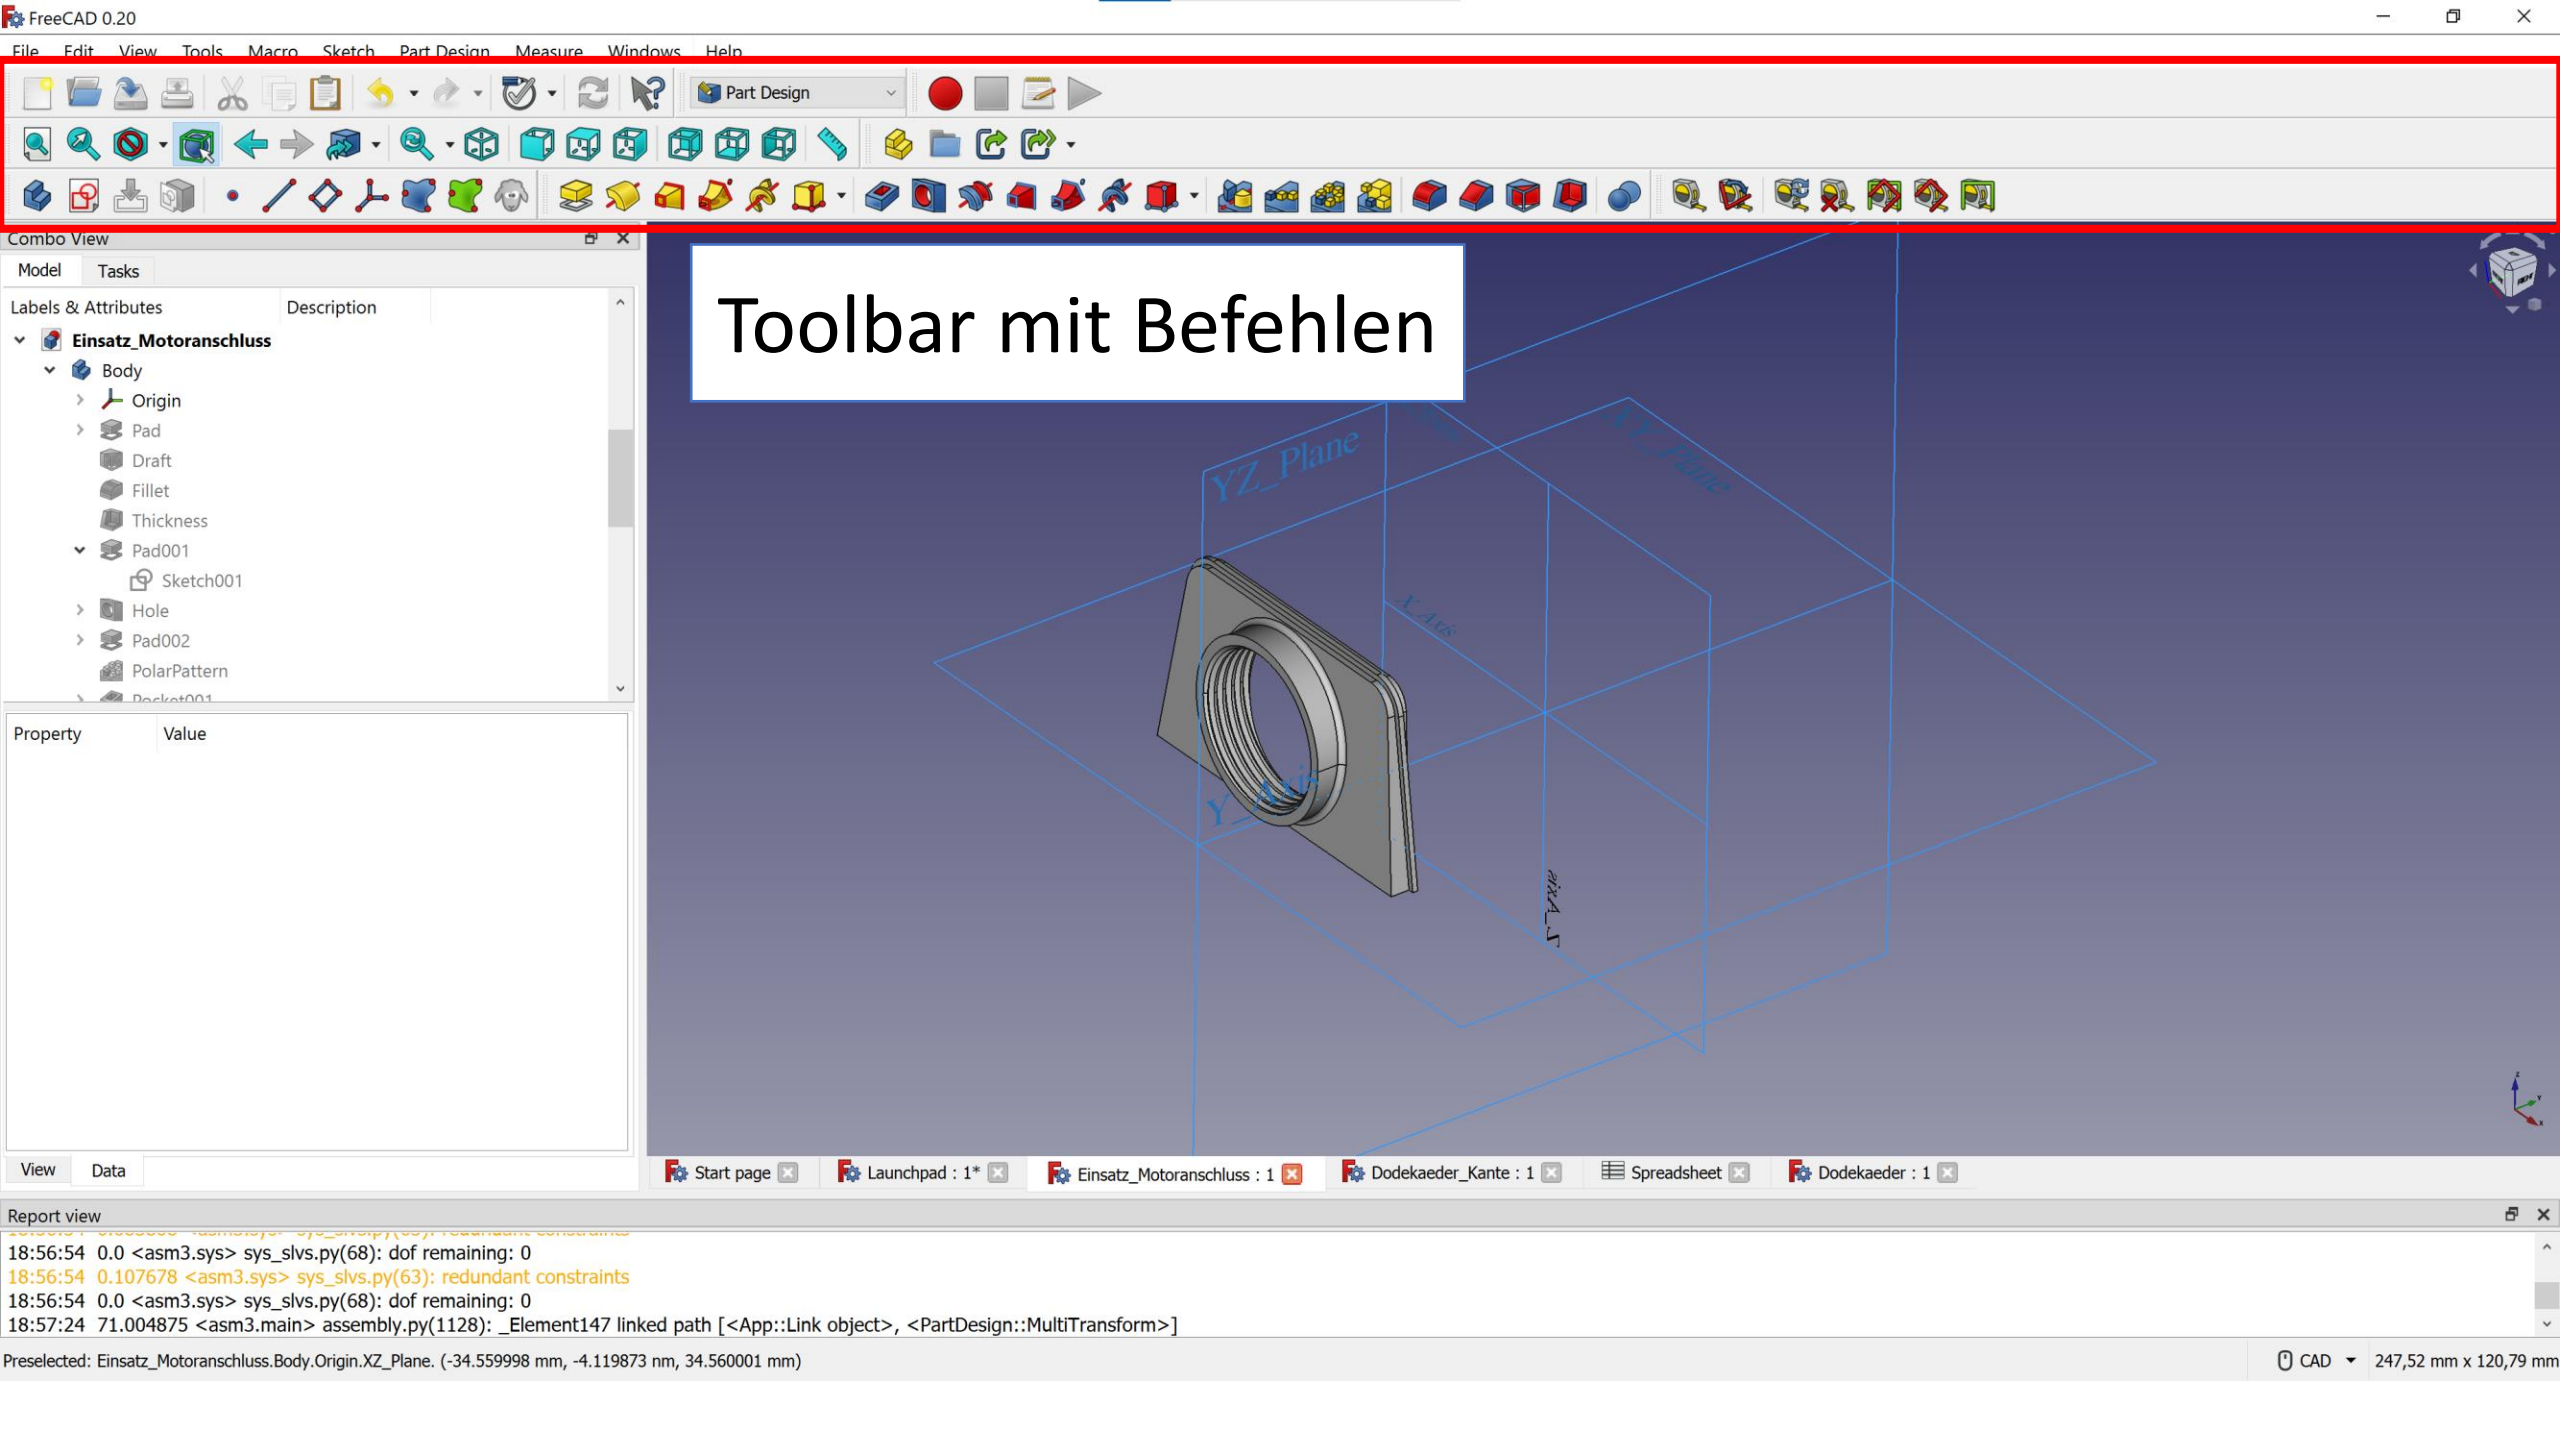 FreeCAD 0.20
File Edit View Tools Macro Sketch Part Design Measure Windows Help
Part Design
Combo View
Model Tasks
Labels & Attributes Description
Einsatz_Motoranschluss
Body
Origin
Pad
Draft
Fillet
Thickness
Pad001
Sketch001
Hole
Pad002
PolarPattern
Pocket001
Property Value
View Data
Toolbar mit Befehlen
YZ_Plane
XY_Plane
X_Axis
Y_Axis
Z_Axis
Start page Launchpad : 1* Einsatz_Motoranschluss : 1 Dodekaeder_Kante : 1 Spreadsheet Dodekaeder : 1
Report view
18:56:54 0.0 <asm3.sys> sys_slvs.py(68): dof remaining: 0
18:56:54 0.107678 <asm3.sys> sys_slvs.py(63): redundant constraints
18:56:54 0.0 <asm3.sys> sys_slvs.py(68): dof remaining: 0
18:57:24 71.004875 <asm3.main> assembly.py(1128): _Element147 linked path [<App::Link object>, <PartDesign::MultiTransform>]
Preselected: Einsatz_Motoranschluss.Body.Origin.XZ_Plane. (-34.559998 mm, -4.119873 nm, 34.560001 mm)
CAD 247,52 mm x 120,79 mm